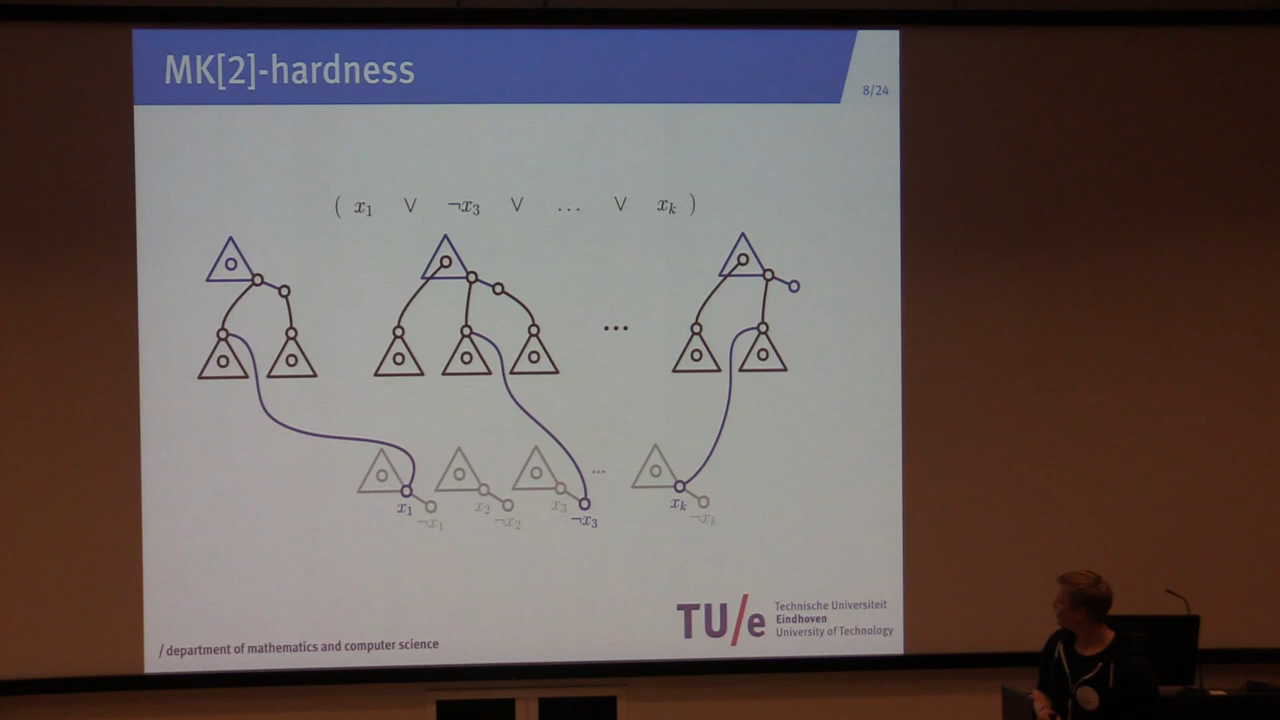 MK[2]-hardness
8/24
( x₁ ∨ ¬x₃ ∨ … ∨ xₖ )
...
...
x₁ ¬x₁ x₂ ¬x₂ x₃ ¬x₃ xₖ ¬xₖ
TU/e Technische Universiteit
Eindhoven
University of Technology
/ department of mathematics and computer science